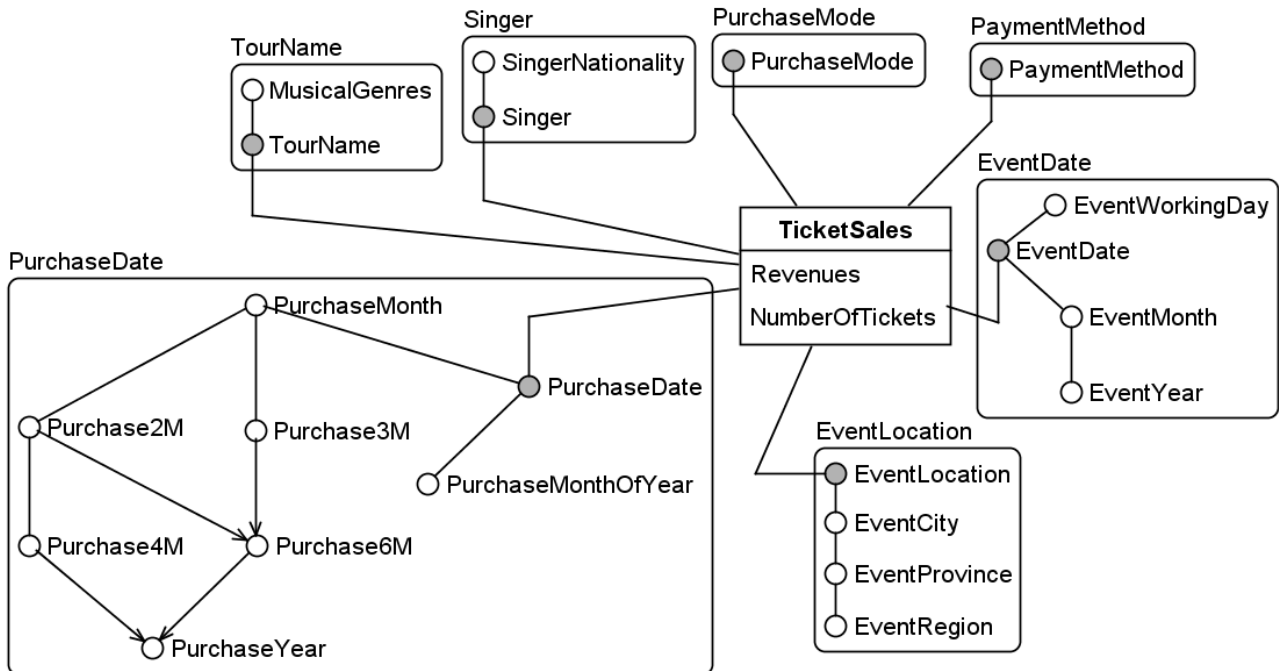 TourName
MusicalGenres
TourName
Singer
SingerNationality
Singer
PurchaseMode
PurchaseMode
PaymentMethod
PaymentMethod
EventDate
EventWorkingDay
EventDate
EventMonth
EventYear
TicketSales
Revenues
NumberOfTickets
PurchaseDate
PurchaseMonth
PurchaseDate
Purchase2M
Purchase3M
PurchaseMonthOfYear
Purchase4M
Purchase6M
PurchaseYear
EventLocation
EventLocation
EventCity
EventProvince
EventRegion